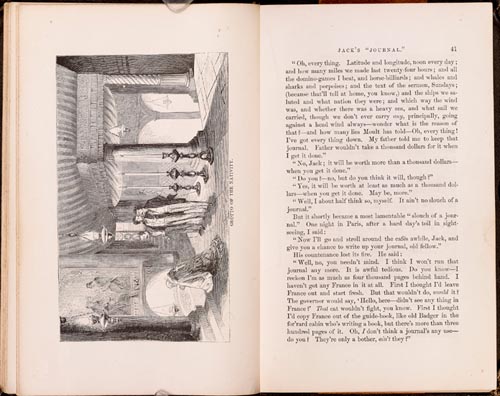 GROTTO OF THE NATIVITY.
JACK'S "JOURNAL." 41
"Oh, every thing. Latitude and longitude, noon every day;
and how many miles we made last twenty-four hours; and all
the domino-games I beat, and horse-billiards; and whales and
sharks and porpoises; and the text of the sermon, Sundays;
(because that'll tell at home, you know,) and the ships we sa-
luted and what nation they were; and which way the wind
was, and whether there was a heavy sea, and what sail we
carried, though we don't ever carry any, principally, going
against a head wind always—wonder what is the reason of
that?—and how many lies Moult has told—Oh, every thing!
I've got every thing down. My father told me to keep that
journal. Father wouldn't take a thousand dollars for it when
I get it done."
"No, Jack; it will be worth more than a thousand dollars—
when you get it done."
"Do you?—no, but do you think it will, though?"
"Yes, it will be worth at least as much as a thousand dol-
lars—when you get it done. May be, more."
"Well, I about half think so, myself. It ain't no slouch of a
journal."
But it shortly became a most lamentable "slouch of a jour-
nal." One night in Paris, after a hard day's toil in sight-
seeing, I said:
"Now I'll go and stroll around the cafés awhile, Jack, and
give you a chance to write up your journal, old fellow."
His countenance lost its fire. He said:
"Well, no, you needn't mind. I think I won't run that
journal any more. It is awful tedious. Do you know—I
reckon I'm as much as four thousand pages behind hand. I
haven't got any France in it at all. First I thought I'd leave
France out and start fresh. But that wouldn't do, would it?
The governor would say, 'Hello, here—didn't see any thing in
France?' That cat wouldn't fight, you know. First I thought
I'd copy France out of the guide-book, like old Badger in the
for'rard cabin who's writing a book, but there's more than three
hundred pages of it. Oh, I don't think a journal's any use—
do you? They're only a bother, ain't they?"